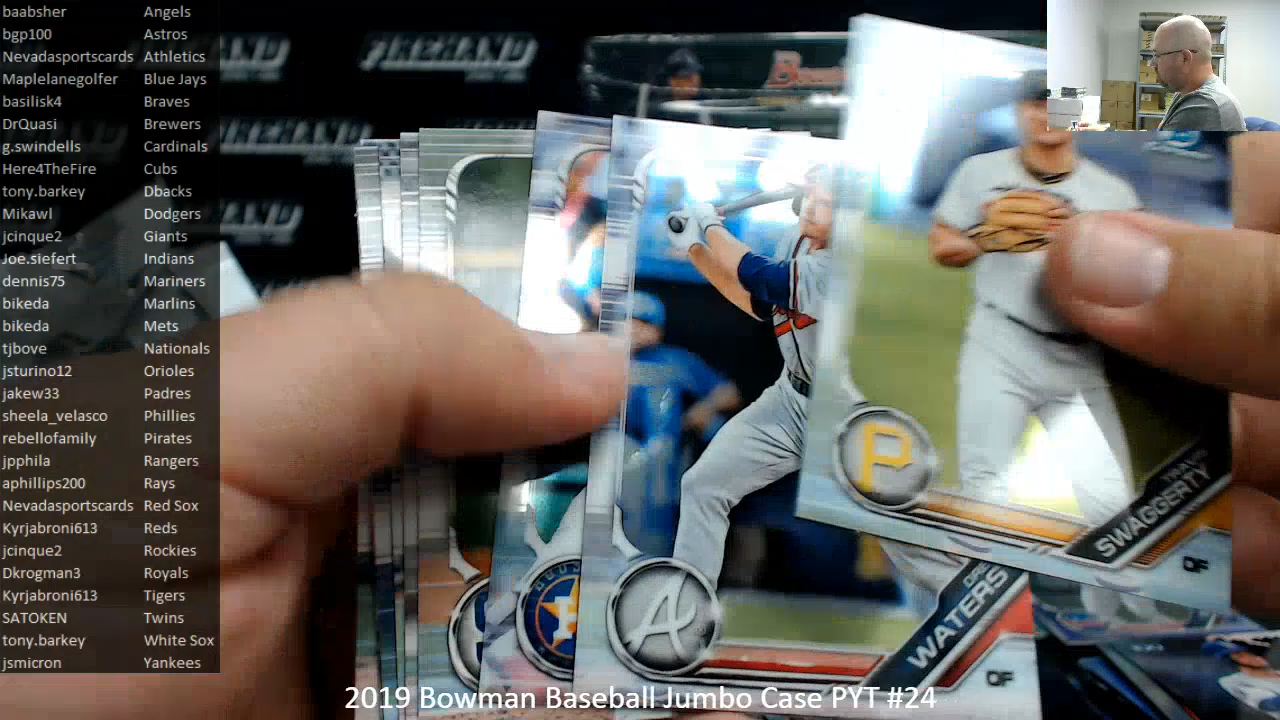 baabsher Angels
bgp100 Astros
Nevadasportscards Athletics
Maplelanegolfer Blue Jays
basilisk4 Braves
DrQuasi Brewers
g.swindells Cardinals
Here4TheFire Cubs
tony.barkey Dbacks
Mikawl Dodgers
jcinque2 Giants
Joe.siefert Indians
dennis75 Mariners
bikeda Marlins
bikeda Mets
tjbove Nationals
jsturino12 Orioles
jakew33 Padres
sheela_velasco Phillies
rebellofamily Pirates
jpphila Rangers
aphillips200 Rays
Nevadasportscards Red Sox
Kyrjabroni613 Reds
jcinque2 Rockies
Dkrogman3 Royals
Kyrjabroni613 Tigers
SATOKEN Twins
tony.barkey White Sox
jsmicron Yankees
P
TRAVIS
SWAGGERTY
OF
A
WATERS
OF
H
2019 Bowman Baseball Jumbo Case PYT #24